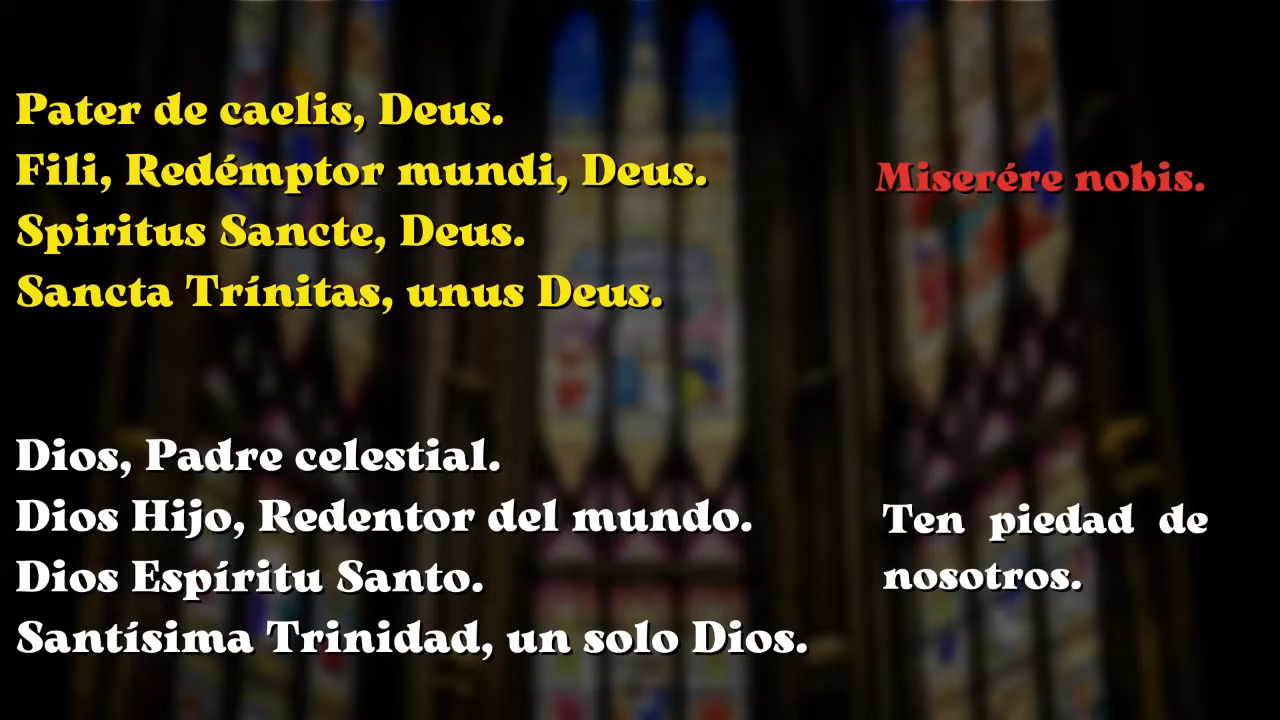 Pater de caelis, Deus.
Fili, Redémptor mundi, Deus.
Spiritus Sancte, Deus.
Sancta Trínitas, unus Deus.
Miserére nobis.
Dios, Padre celestial.
Dios Hijo, Redentor del mundo.
Dios Espíritu Santo.
Santísima Trinidad, un solo Dios.
Ten piedad de
nosotros.